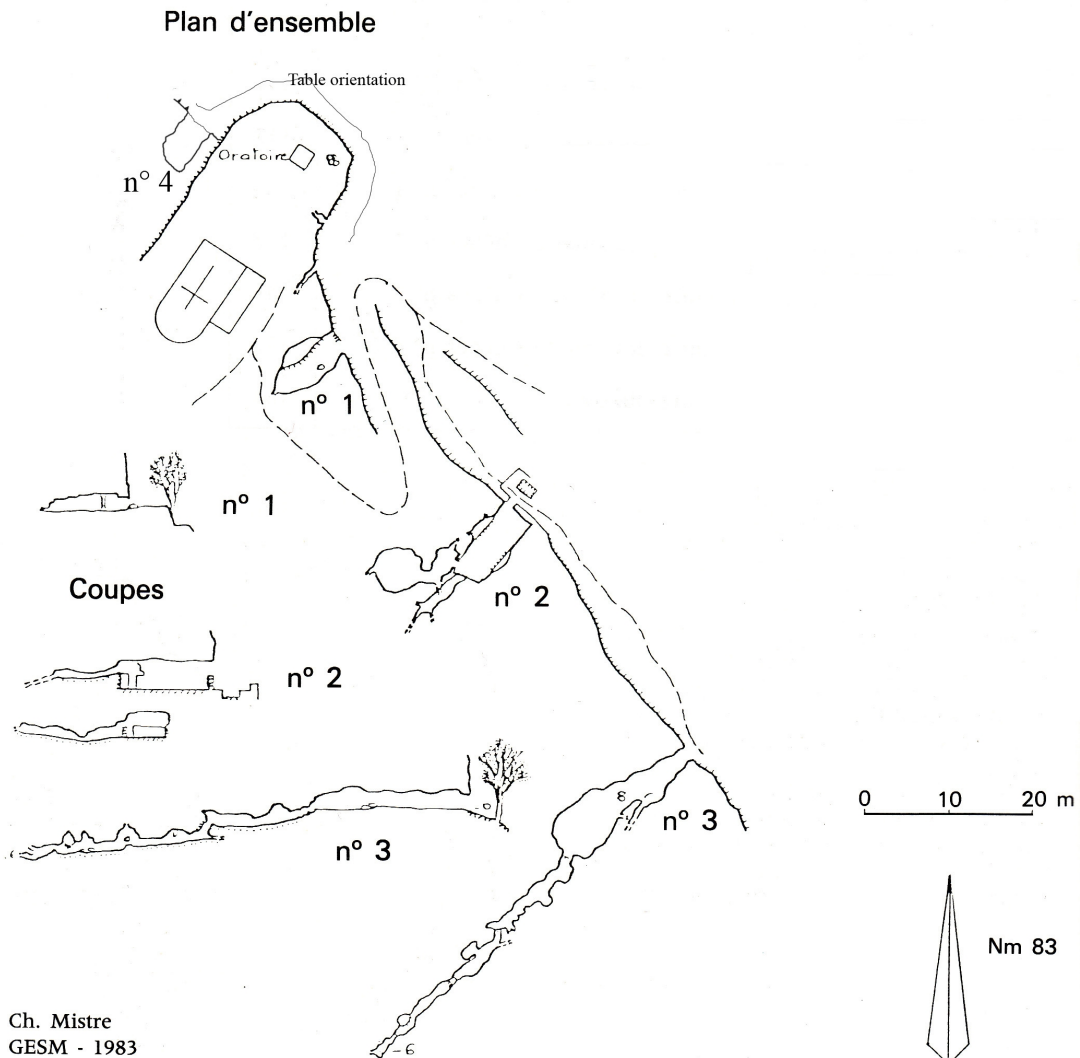 Plan d'ensemble
Table orientation
Oratoire
n° 4
n° 1
n° 1
Coupes
n° 2
n° 2
n° 3
n° 3
0 10 20 m
Nm 83
-6
Ch. Mistre
GESM - 1983